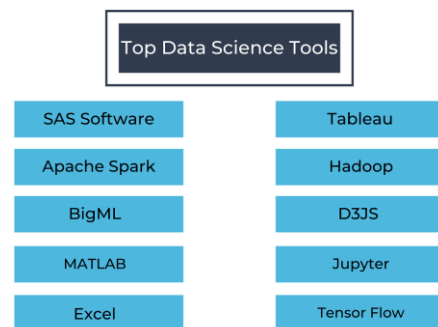 Top Data Science Tools
SAS Software
Tableau
Apache Spark
Hadoop
BigML
D3JS
MATLAB
Jupyter
Excel
Tensor Flow